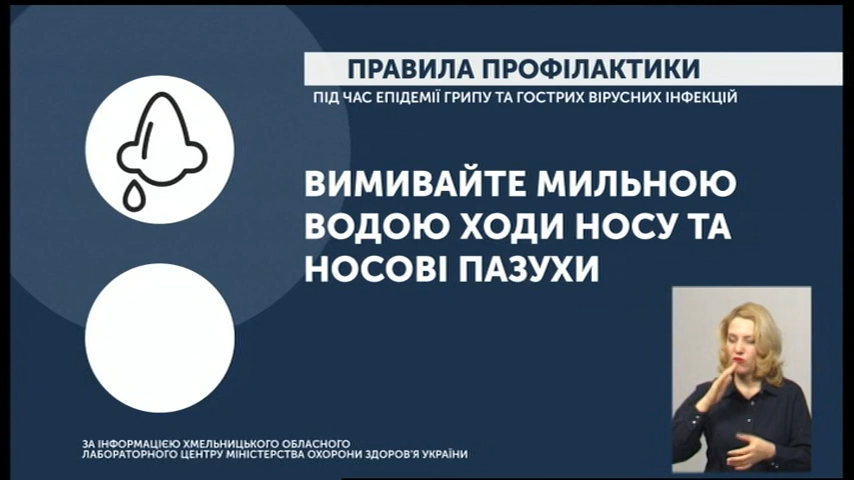 ПРАВИЛА ПРОФІЛАКТИКИ
ПІД ЧАС ЕПІДЕМІЇ ГРИПУ ТА ГОСТРИХ ВІРУСНИХ ІНФЕКЦІЙ
ВИМИВАЙТЕ МИЛЬНОЮ
ВОДОЮ ХОДИ НОСУ ТА
НОСОВІ ПАЗУХИ
ЗА ІНФОРМАЦІЄЮ ХМЕЛЬНИЦЬКОГО ОБЛАСНОГО
ЛАБОРАТОРНОГО ЦЕНТРУ МІНІСТЕРСТВА ОХОРОНИ ЗДОРОВ'Я УКРАЇНИ